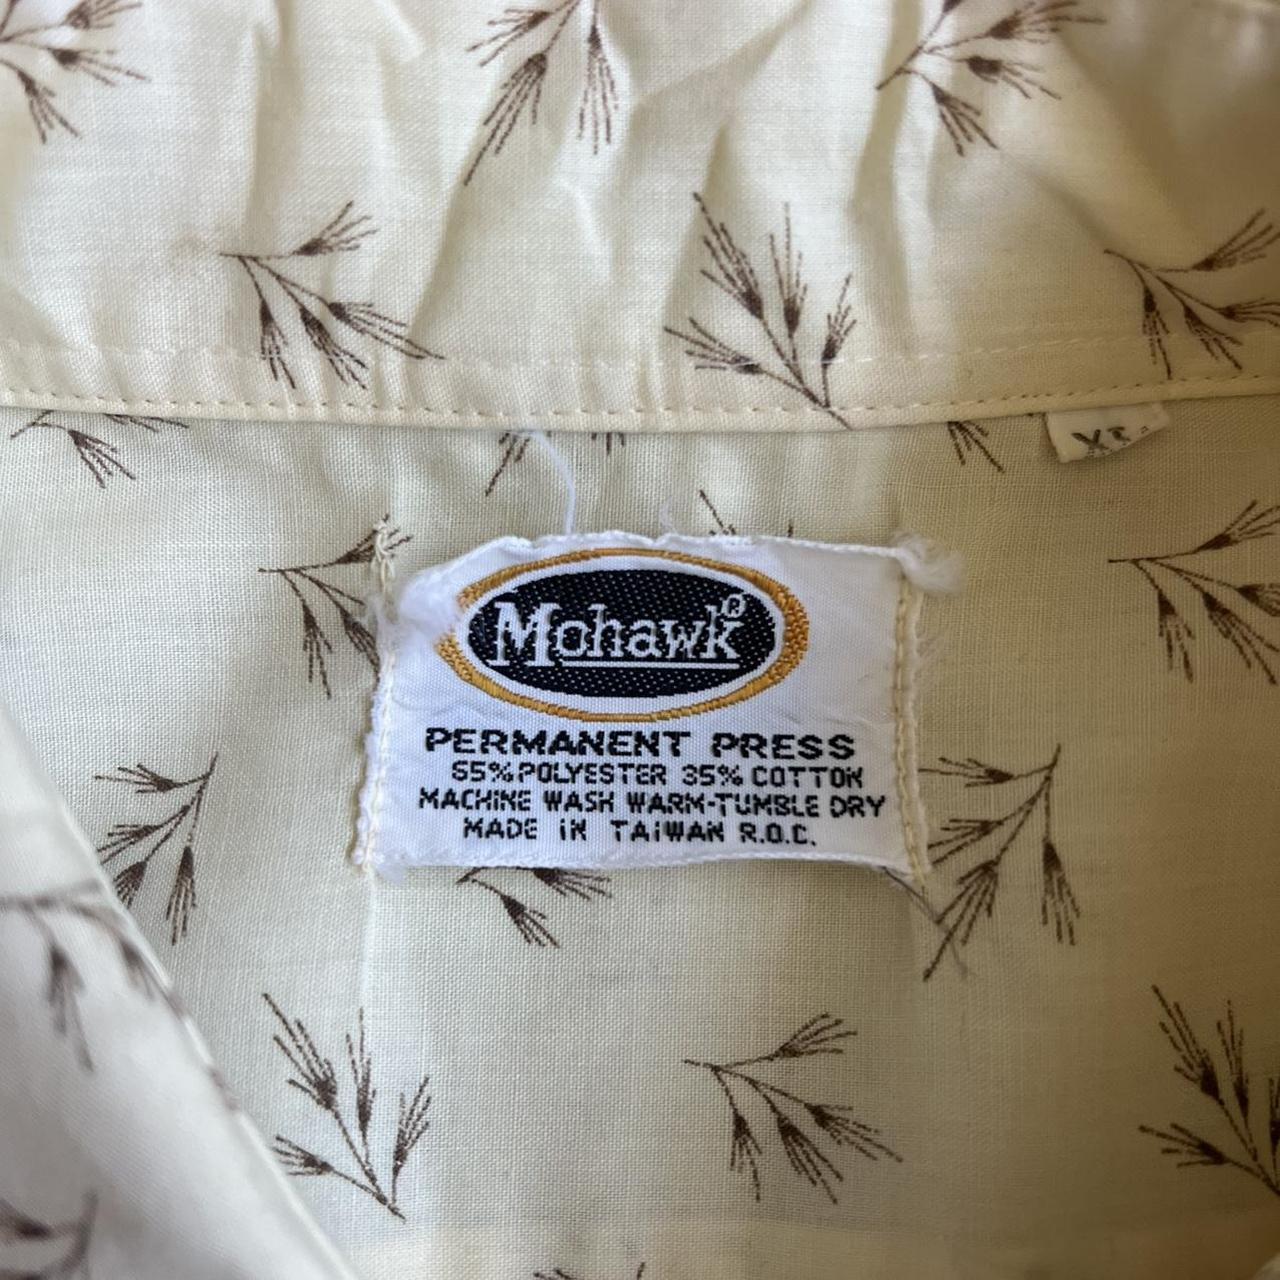 Mohawk®
PERMANENT PRESS
65% POLYESTER 35% COTTON
MACHINE WASH WARM-TUMBLE DRY
MADE IN TAIWAN R.O.C.